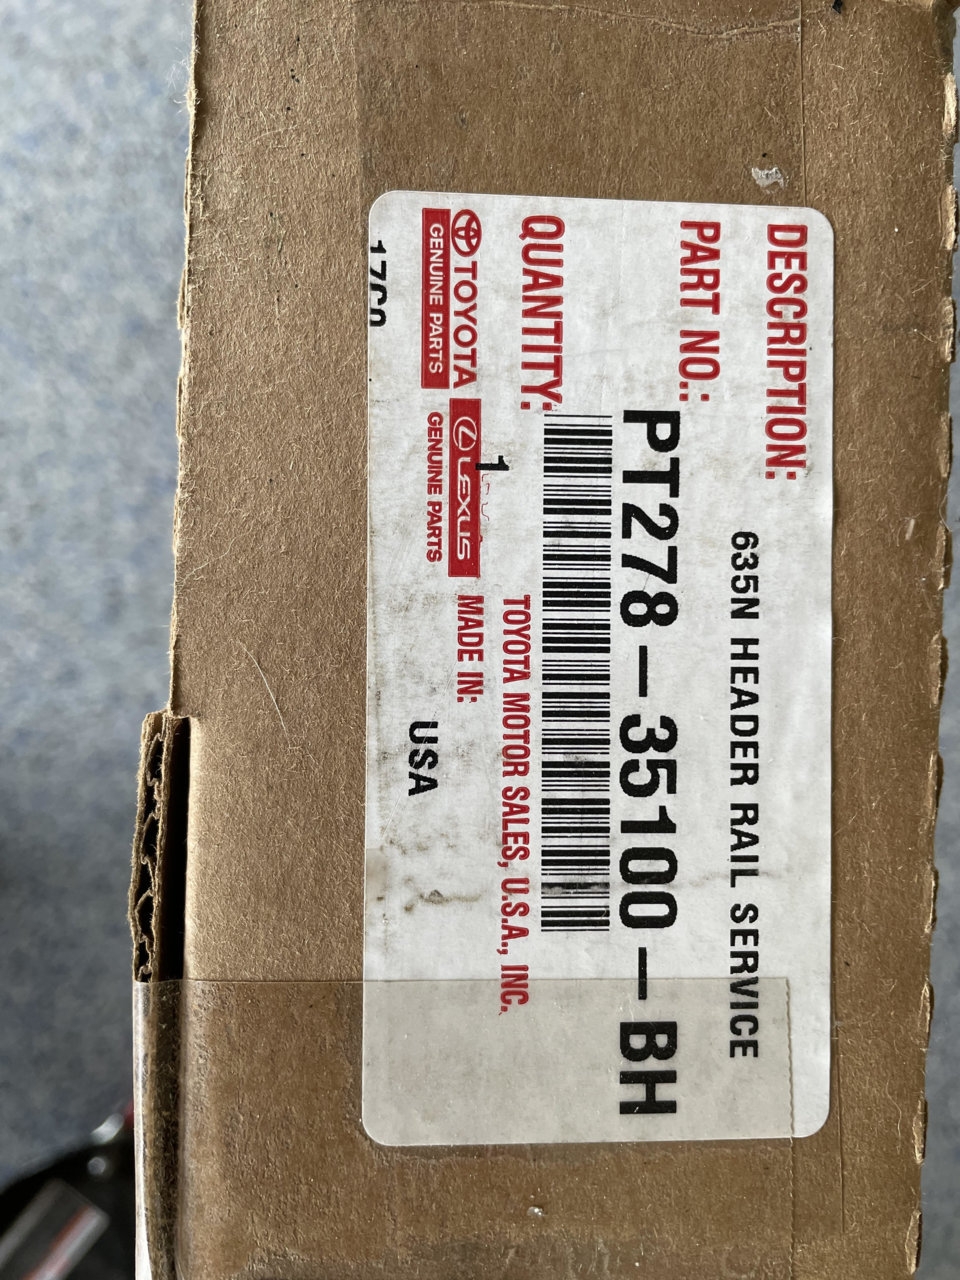 DESCRIPTION:
635N HEADER RAIL SERVICE
PART NO.:
PT278-35100-BH
QUANTITY:
1
TOYOTA MOTOR SALES, U.S.A., INC.
TOYOTA
GENUINE PARTS
LEXUS
GENUINE PARTS
MADE IN:
USA